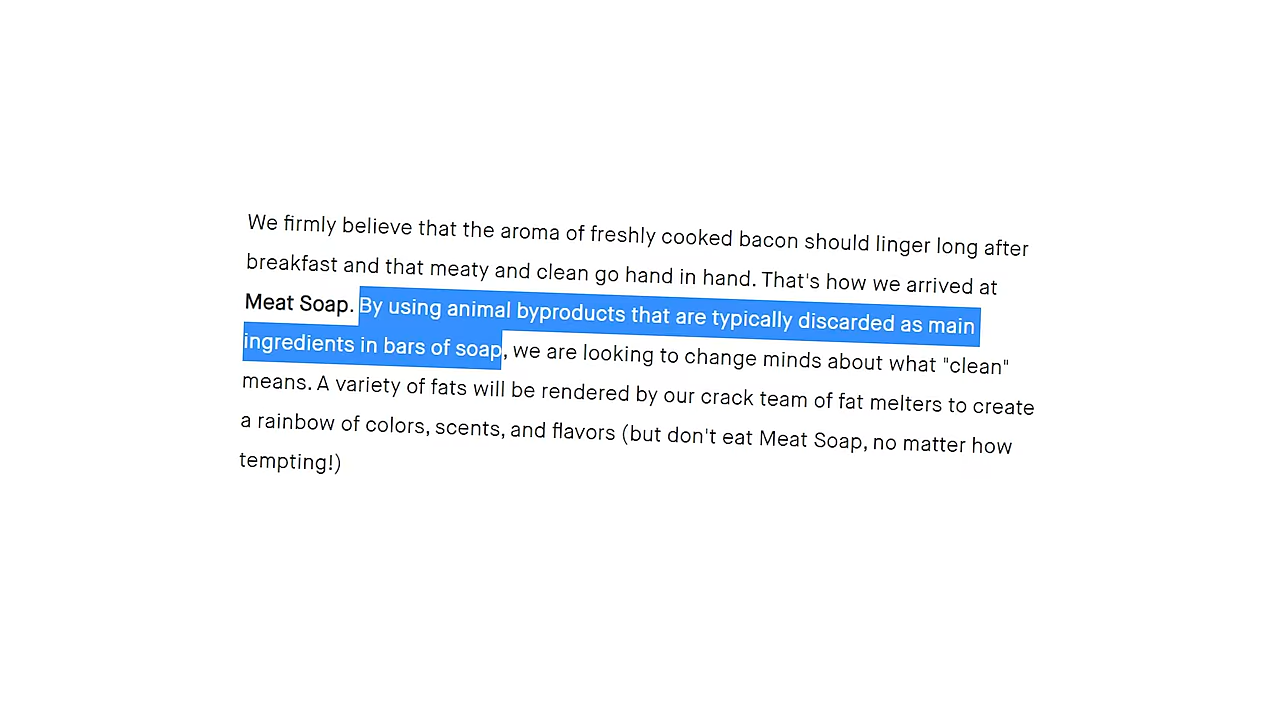 We firmly believe that the aroma of freshly cooked bacon should linger long after
breakfast and that meaty and clean go hand in hand. That's how we arrived at
Meat Soap. By using animal byproducts that are typically discarded as main
ingredients in bars of soap, we are looking to change minds about what "clean"
means. A variety of fats will be rendered by our crack team of fat melters to create
a rainbow of colors, scents, and flavors (but don't eat Meat Soap, no matter how
tempting!)